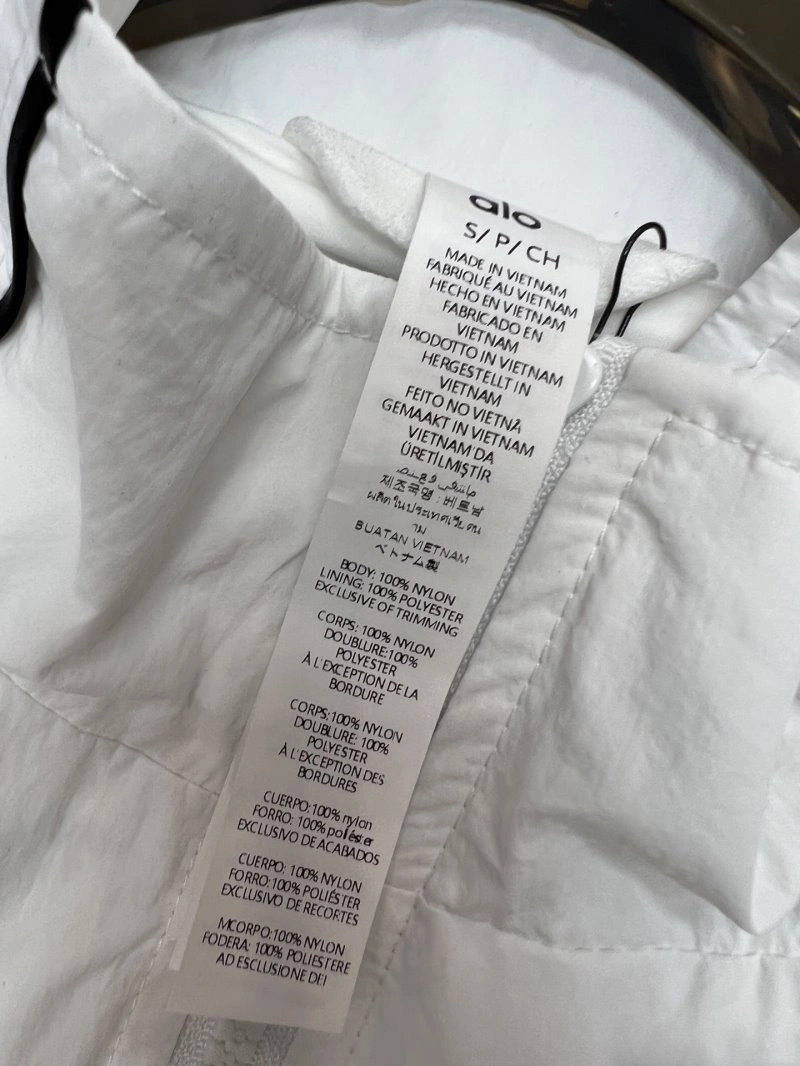 alo
S/ P/ CH
MADE IN VIETNAM
FABRIQUÉ AU VIETNAM
HECHO EN VIETNAM
FABRICADO EN
VIETNAM
PRODOTTO IN VIETNAM
HERGESTELLT IN
VIETNAM
FEITO NO VIETNÃ
GEMAAKT IN VIETNAM
VIETNAM'DA
ÜRETİLMİŞTİR
제조국명 : 베트남
BUATAN VIETNAM
ベトナム製
BODY: 100% NYLON
LINING: 100% POLYESTER
EXCLUSIVE OF TRIMMING
CORPS: 100% NYLON
DOUBLURE:100%
POLYESTER
À L'EXCEPTION DE LA
BORDURE
CORPS:100% NYLON
DOUBLURE: 100%
POLYESTER
À L'EXCEPTION DES
BORDURES
CUERPO:100% nylon
FORRO: 100% poliéster
EXCLUSIVO DE ACABADOS
CUERPO: 100% NYLON
FORRO:100% POLIÉSTER
EXCLUSIVO DE RECORTES
MCORPO:100% NYLON
FODERA: 100% POLIESTERE
AD ESCLUSIONE DEI